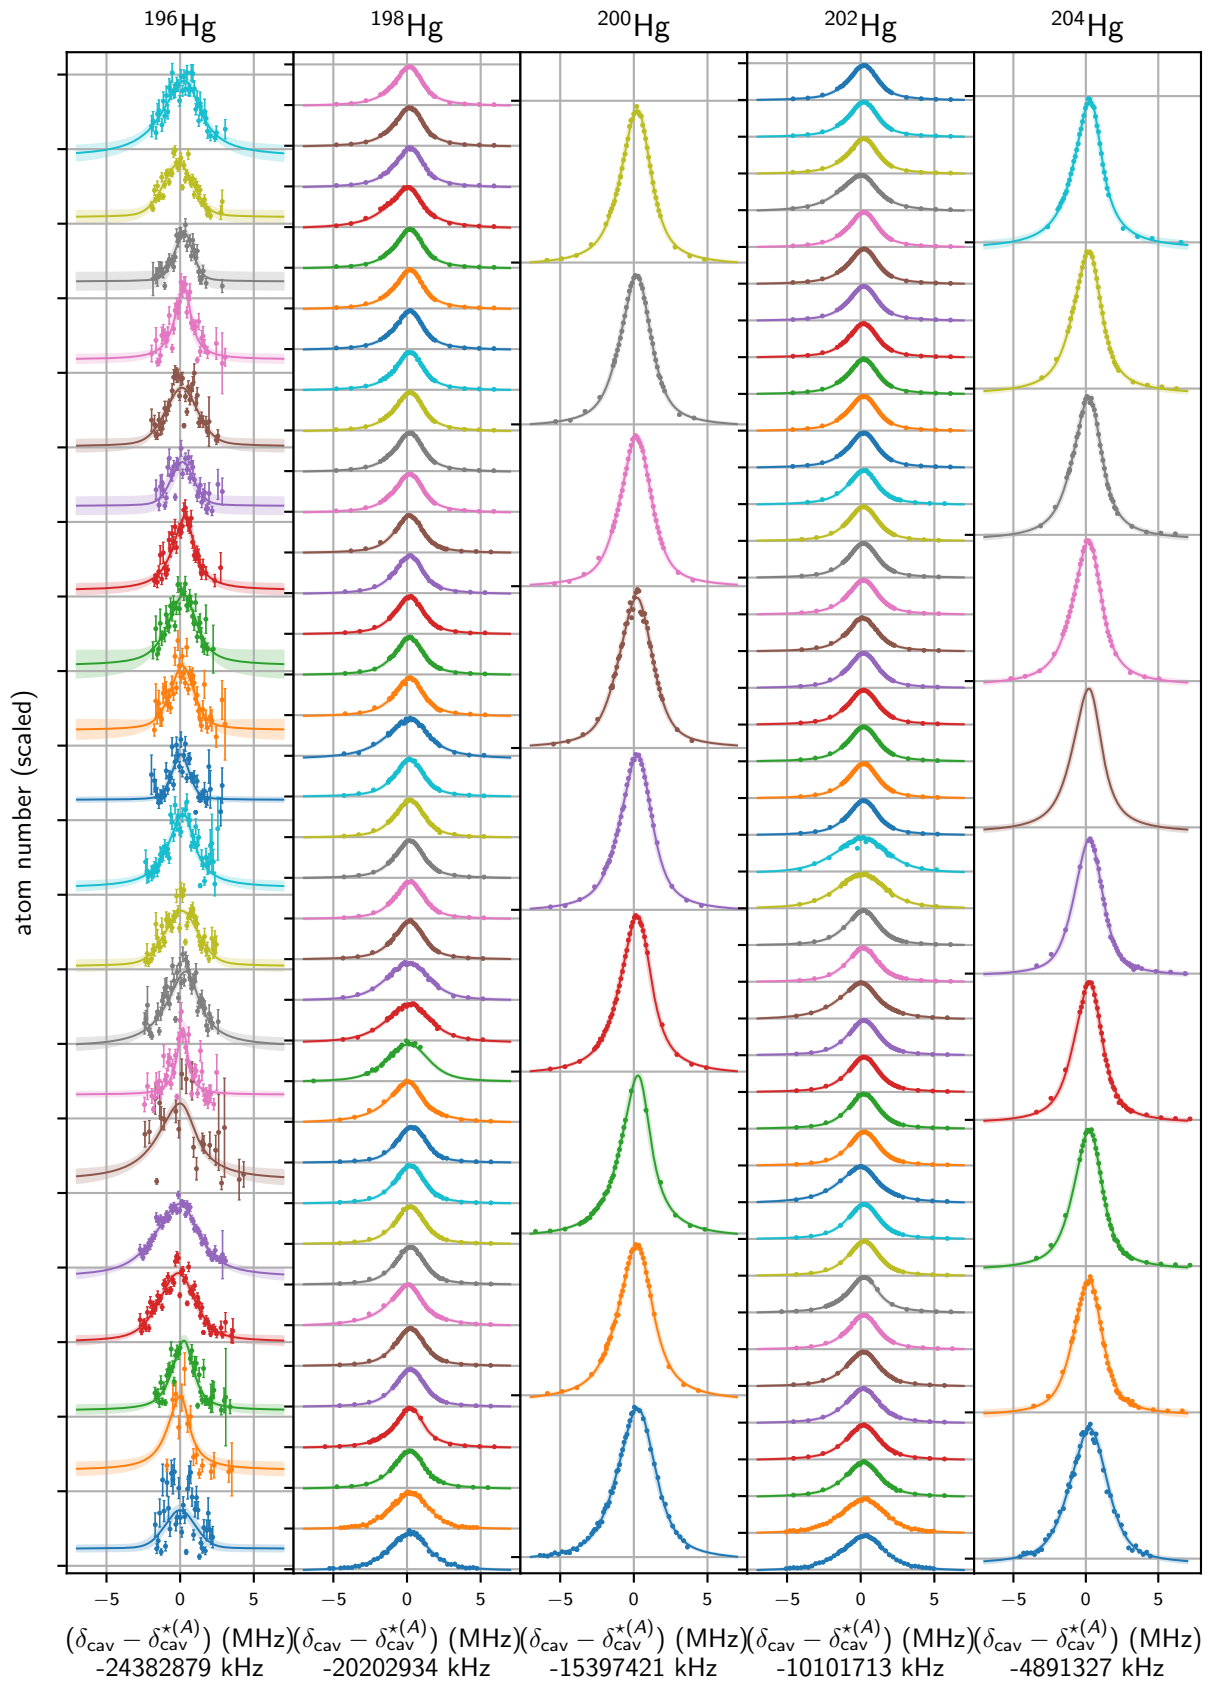 ¹⁹⁶Hg ¹⁹⁸Hg ²⁰⁰Hg ²⁰²Hg ²⁰⁴Hg
atom number (scaled)
−5 0 5 −5 0 5 −5 0 5 −5 0 5 −5 0 5
(δcav − δcav⋆(A)) (MHz) (δcav − δcav⋆(A)) (MHz) (δcav − δcav⋆(A)) (MHz) (δcav − δcav⋆(A)) (MHz) (δcav − δcav⋆(A)) (MHz)
-24382879 kHz -20202934 kHz -15397421 kHz -10101713 kHz -4891327 kHz